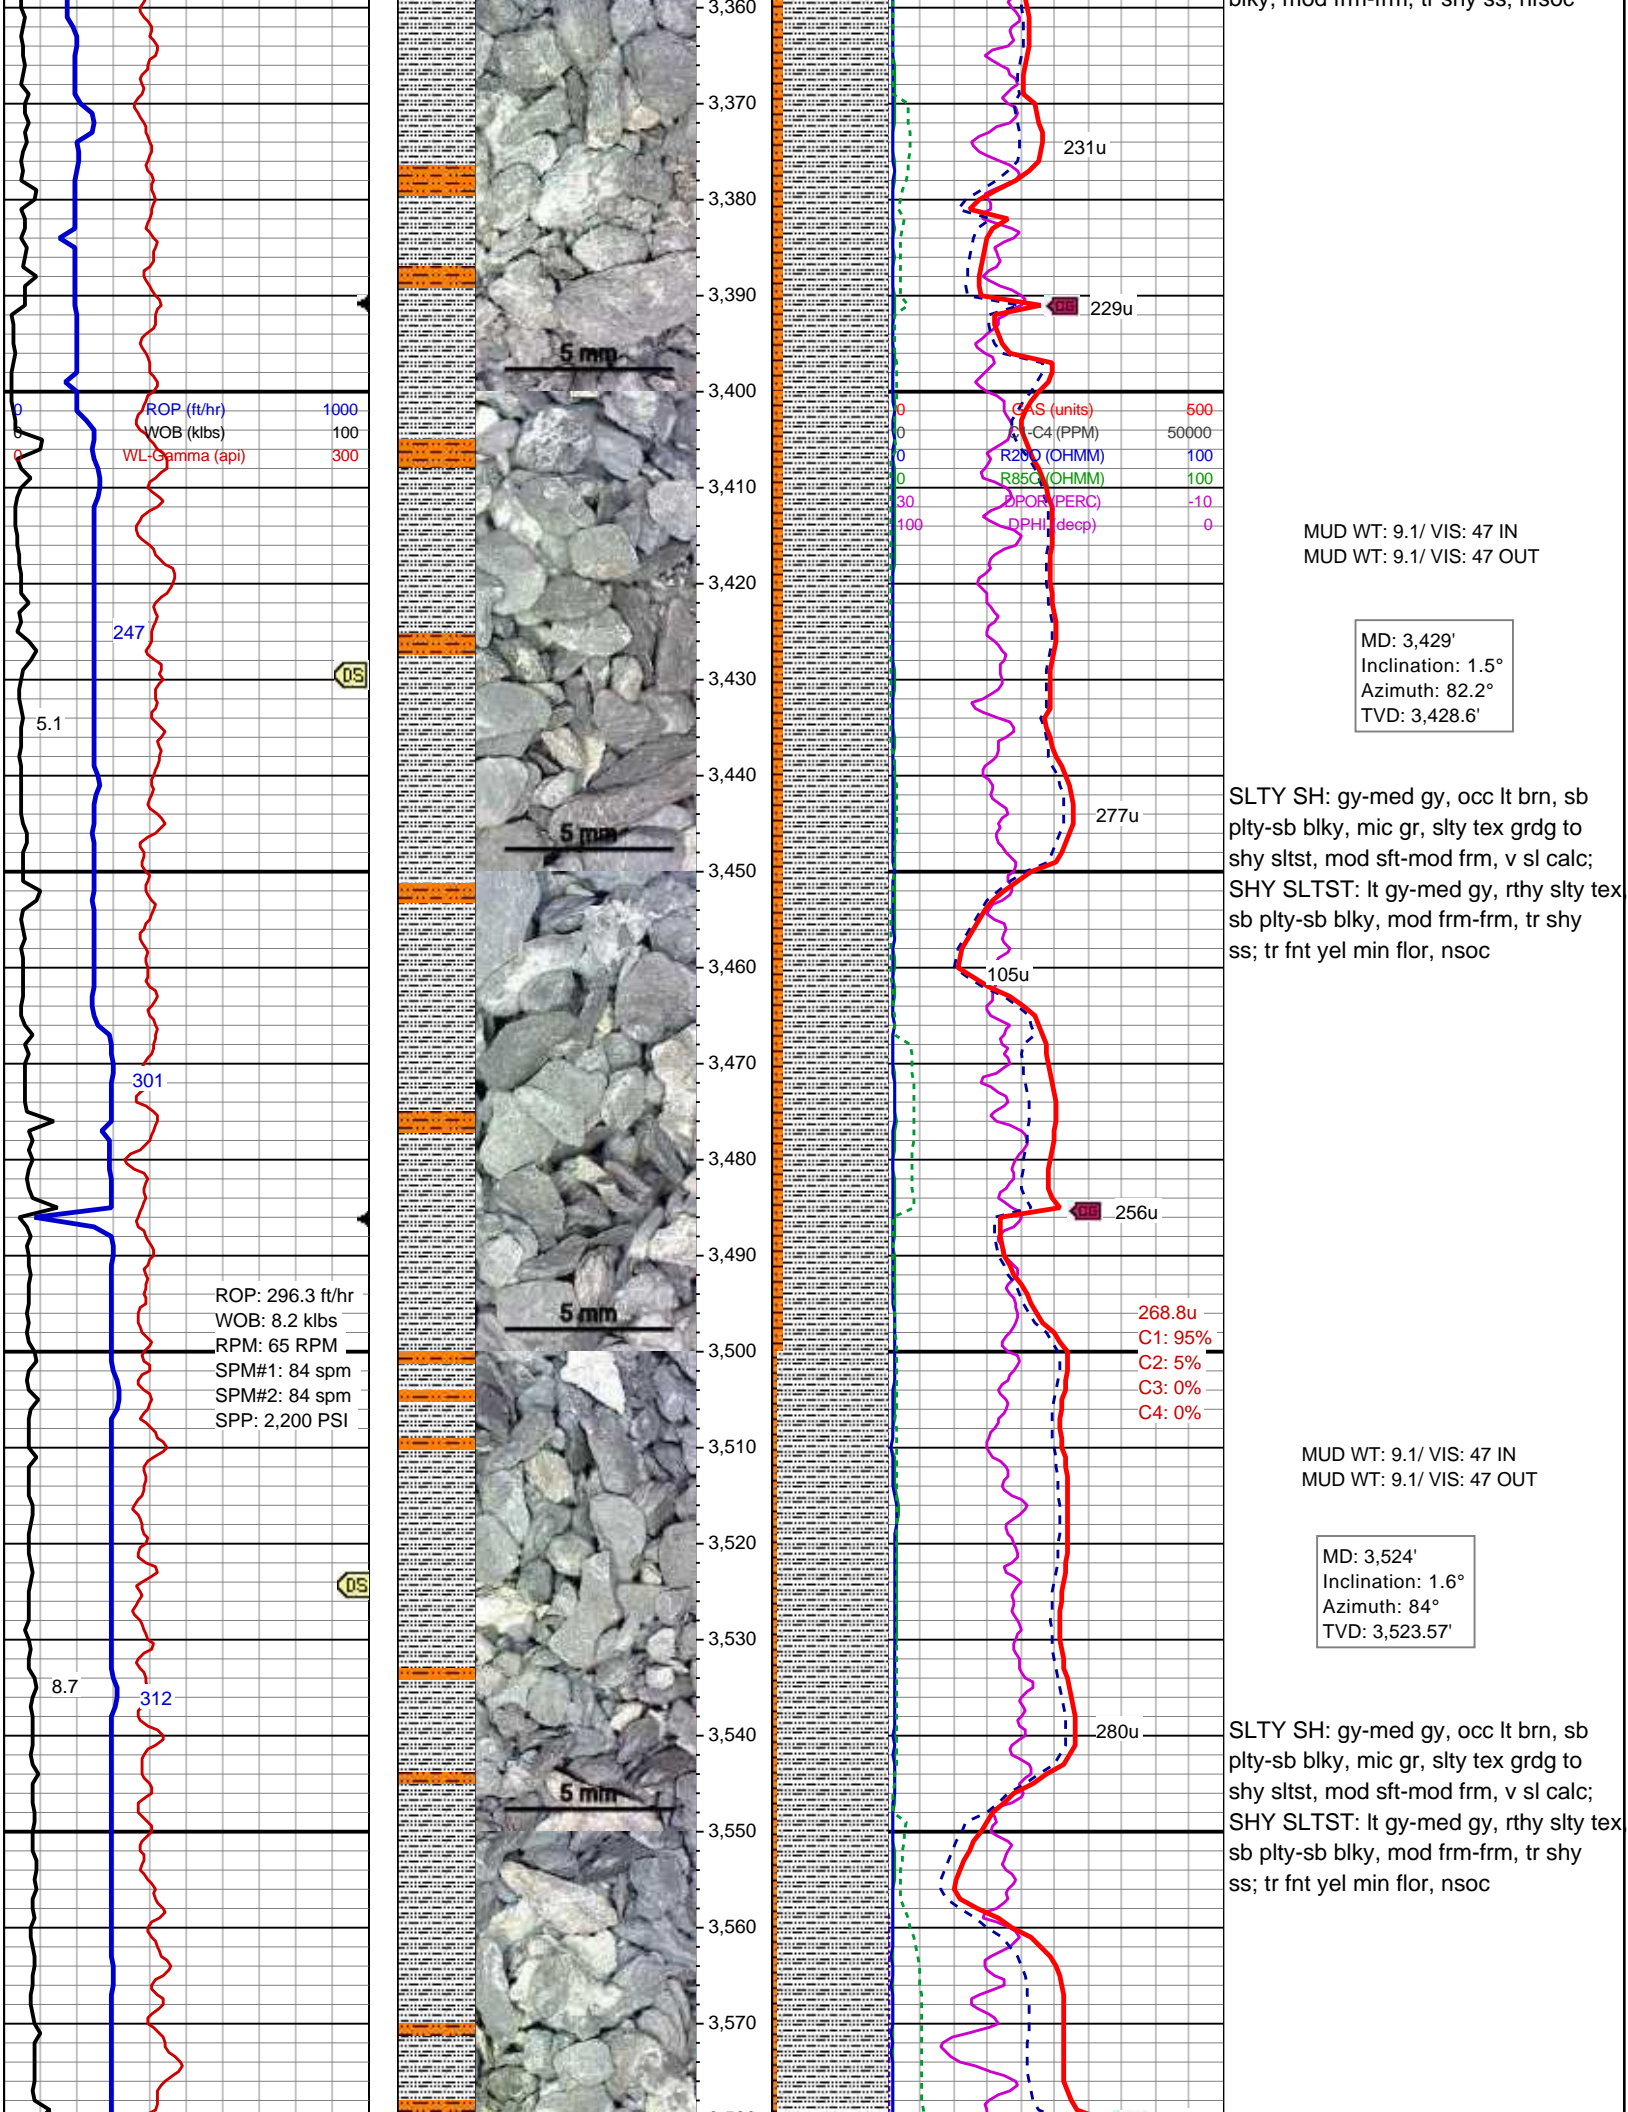 blky, mod frm-frm, tr shy ss, nfsoc
3,360
3,370
231u
3,380
3,390
CG
229u
5 mm
3,400
0 ROP (ft/hr) 1000
0 WOB (klbs) 100
0 WL-Gamma (api) 300
0 GAS (units) 500
0 C1-C4 (PPM) 50000
0 R20O (OHMM) 100
0 R85O (OHMM) 100
30 DPOR (PERC) -10
100 DPHI (decp) 0
3,410
MUD WT: 9.1/ VIS: 47 IN
MUD WT: 9.1/ VIS: 47 OUT
3,420
247
DS
3,430
MD: 3,429'
Inclination: 1.5°
Azimuth: 82.2°
TVD: 3,428.6'
5.1
3,440
277u
5 mm
SLTY SH: gy-med gy, occ lt brn, sb
plty-sb blky, mic gr, slty tex grdg to
shy sltst, mod sft-mod frm, v sl calc;
SHY SLTST: lt gy-med gy, rthy slty tex,
sb plty-sb blky, mod frm-frm, tr shy
ss; tr fnt yel min flor, nsoc
3,450
3,460
105u
3,470
301
3,480
CG
256u
3,490
ROP: 296.3 ft/hr
WOB: 8.2 klbs
RPM: 65 RPM
SPM#1: 84 spm
SPM#2: 84 spm
SPP: 2,200 PSI
5 mm
268.8u
C1: 95%
C2: 5%
C3: 0%
C4: 0%
3,500
3,510
MUD WT: 9.1/ VIS: 47 IN
MUD WT: 9.1/ VIS: 47 OUT
3,520
DS
MD: 3,524'
Inclination: 1.6°
Azimuth: 84°
TVD: 3,523.57'
3,530
8.7
312
3,540
280u
5 mm
SLTY SH: gy-med gy, occ lt brn, sb
plty-sb blky, mic gr, slty tex grdg to
shy sltst, mod sft-mod frm, v sl calc;
SHY SLTST: lt gy-med gy, rthy slty tex,
sb plty-sb blky, mod frm-frm, tr shy
ss; tr fnt yel min flor, nsoc
3,550
3,560
3,570